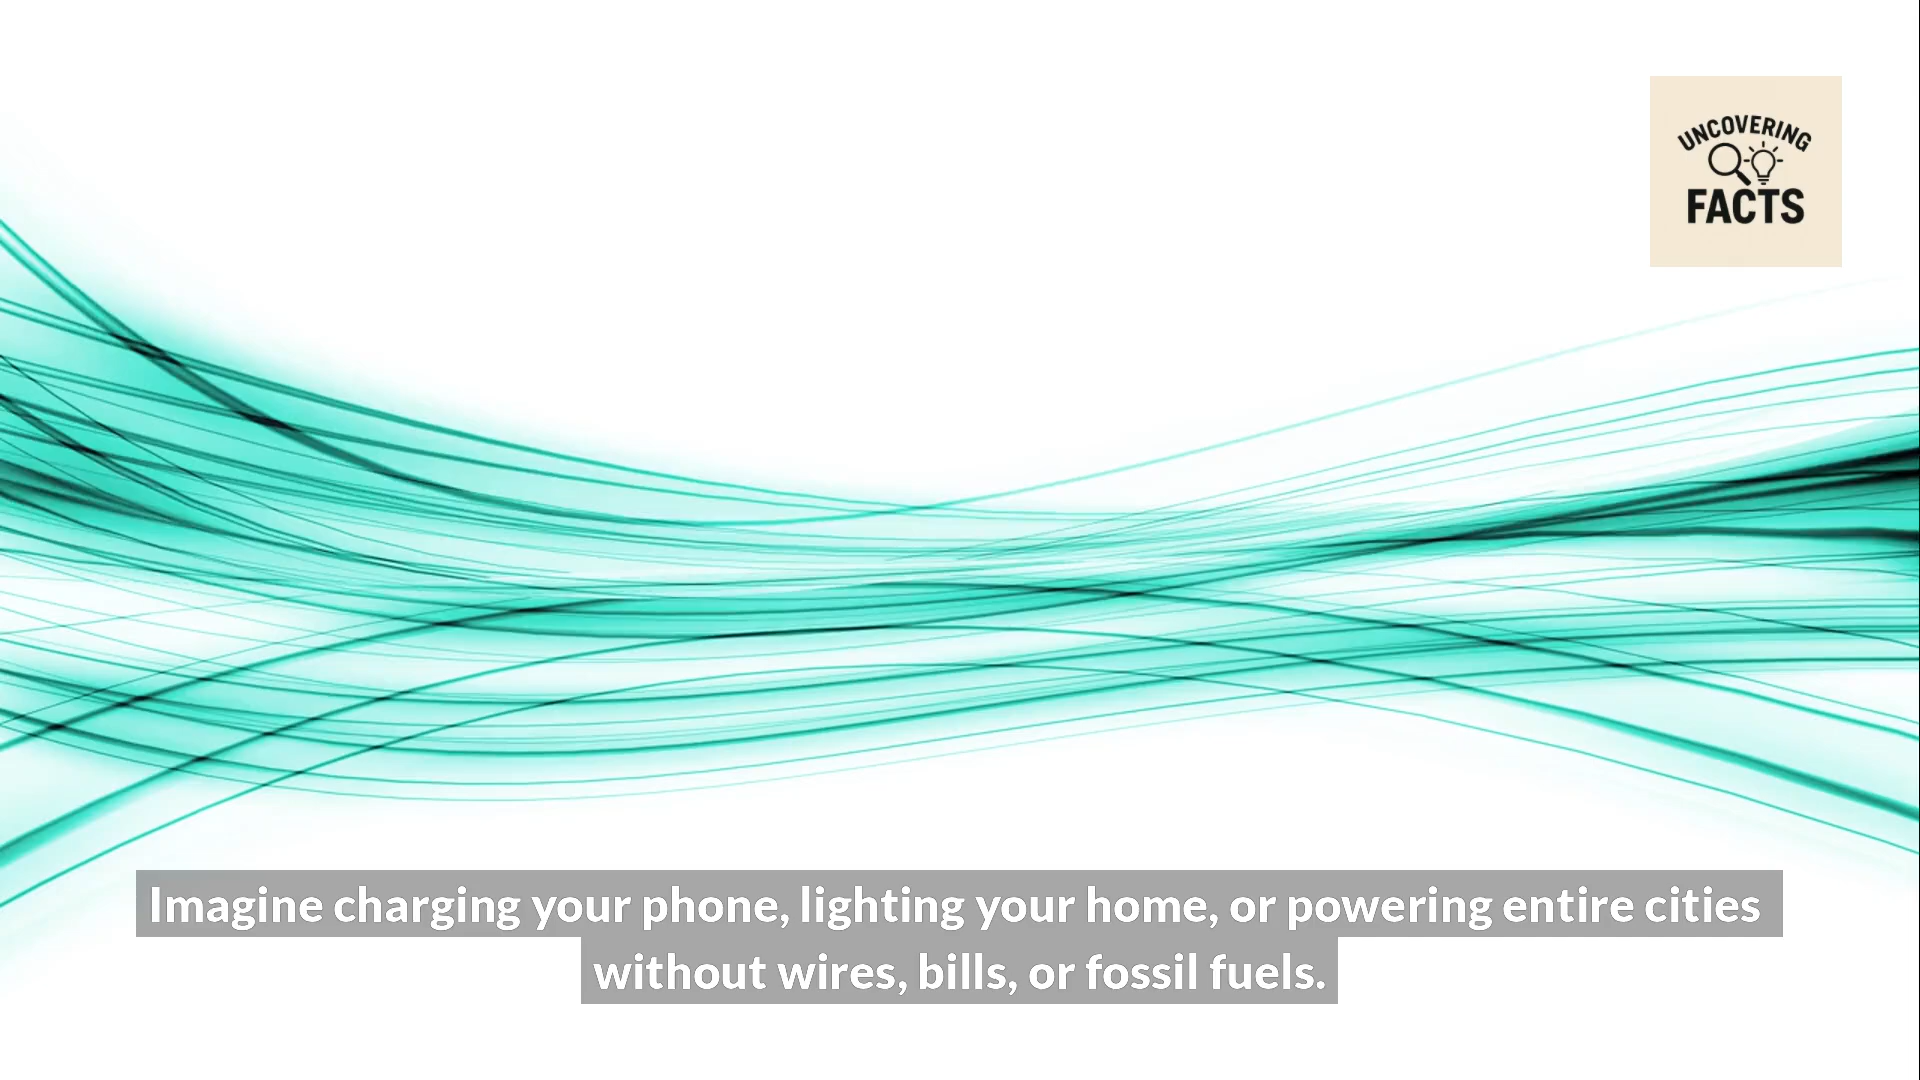 UNCOVERING
FACTS
Imagine charging your phone, lighting your home, or powering entire cities
without wires, bills, or fossil fuels.